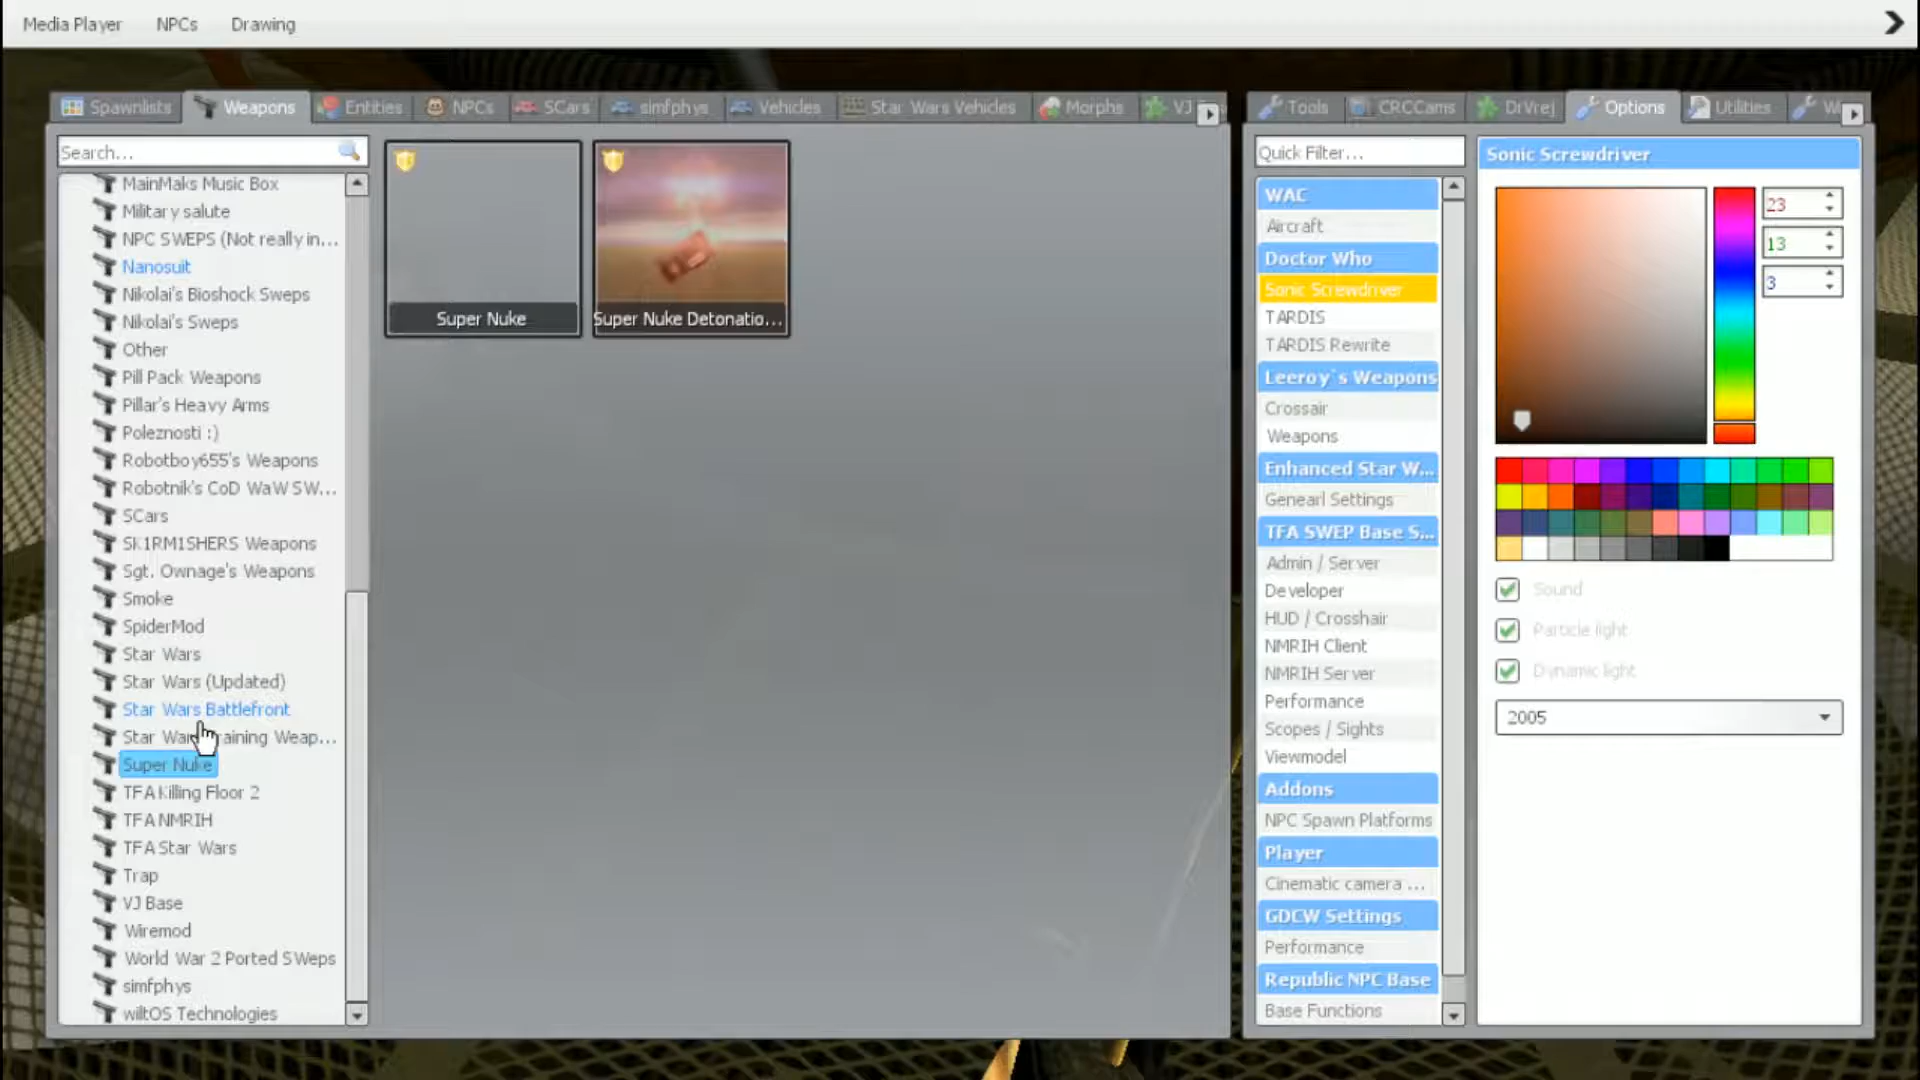 Media Player NPCs Drawing
Spawnlists Weapons Entities NPCs SCars simfphys Vehicles Star Wars Vehicles Morphs VJ
Tools CRCCams DrVrej Options Utilities W
Search...
MainMaks Music Box
Military salute
NPC SWEPS (Not really in...
Nanosuit
Nikolai's Bioshock Sweps
Nikolai's Sweps
Other
Pill Pack Weapons
Pillar's Heavy Arms
Poleznosti :)
Robotboy655's Weapons
Robotnik's CoD WaW SW...
SCars
SK1RM1SHERS Weapons
Sgt. Ownage's Weapons
Smoke
SpiderMod
Star Wars
Star Wars (Updated)
Star Wars Battlefront
Star War raining Weap...
Super Nuke
TFA Killing Floor 2
TFA NMRIH
TFA Star Wars
Trap
VJ Base
Wiremod
World War 2 Ported SWeps
simfphys
wiltOS Technologies
Super Nuke
Super Nuke Detonatio...
Quick Filter...
WAC
Aircraft
Doctor Who
Sonic Screwdriver
TARDIS
TARDIS Rewrite
Leeroy`s Weapons
Crossair
Weapons
Enhanced Star W...
Genearl Settings
TFA SWEP Base S...
Admin / Server
Developer
HUD / Crosshair
NMRIH Client
NMRIH Server
Performance
Scopes / Sights
Viewmodel
Addons
NPC Spawn Platforms
Player
Cinematic camera ...
GDCW Settings
Performance
Republic NPC Base
Base Functions
Sonic Screwdriver
23
13
3
Sound
Particle light
Dynamic light
2005